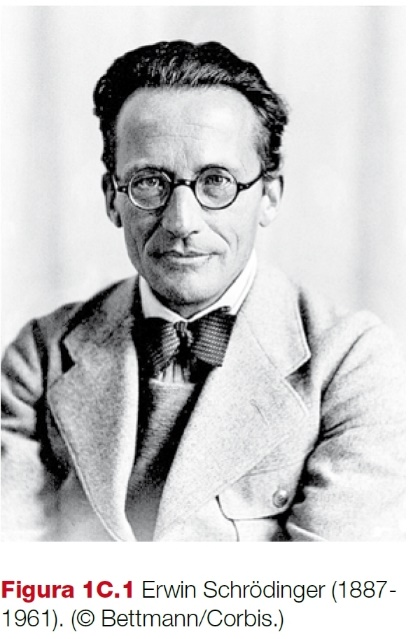 Figura 1C.1 Erwin Schrödinger (1887-
1961). (© Bettmann/Corbis.)